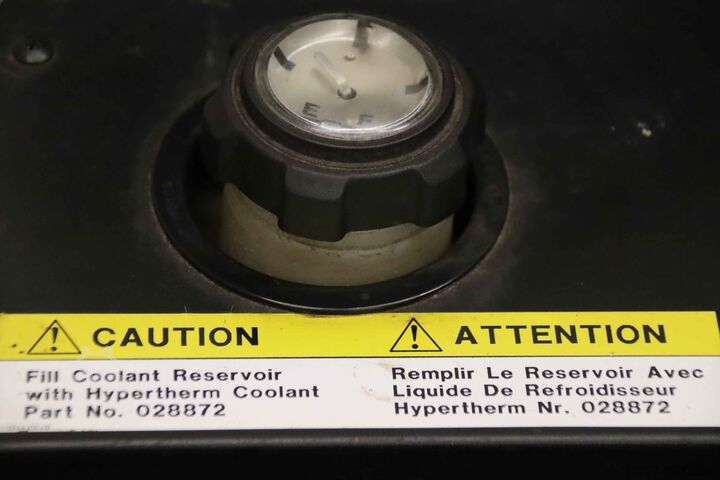 E F
CAUTION
Fill Coolant Reservoir
with Hypertherm Coolant
Part No. 028872
ATTENTION
Remplir Le Reservoir Avec
Liquide De Refroidisseur
Hypertherm Nr. 028872